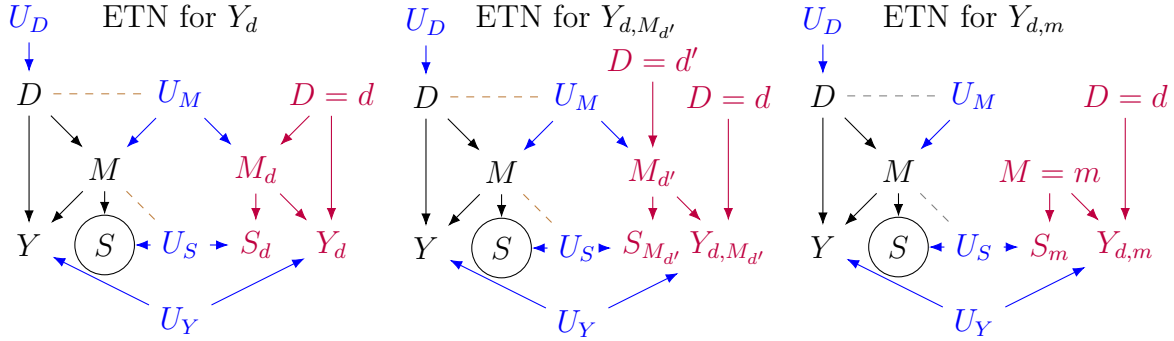 ETN for $Y_d$
$U_D$
$D$
$U_M$
$D = d$
$M$
$M_d$
$Y$
$S$
$U_S$
$S_d$
$Y_d$
$U_Y$
ETN for $Y_{d,M_{d'}}$
$U_D$
$D = d'$
$D$
$U_M$
$D = d$
$M$
$M_{d'}$
$Y$
$S$
$U_S$
$S_{M_{d'}}$
$Y_{d,M_{d'}}$
$U_Y$
ETN for $Y_{d,m}$
$U_D$
$D$
$U_M$
$D = d$
$M$
$M = m$
$Y$
$S$
$U_S$
$S_m$
$Y_{d,m}$
$U_Y$